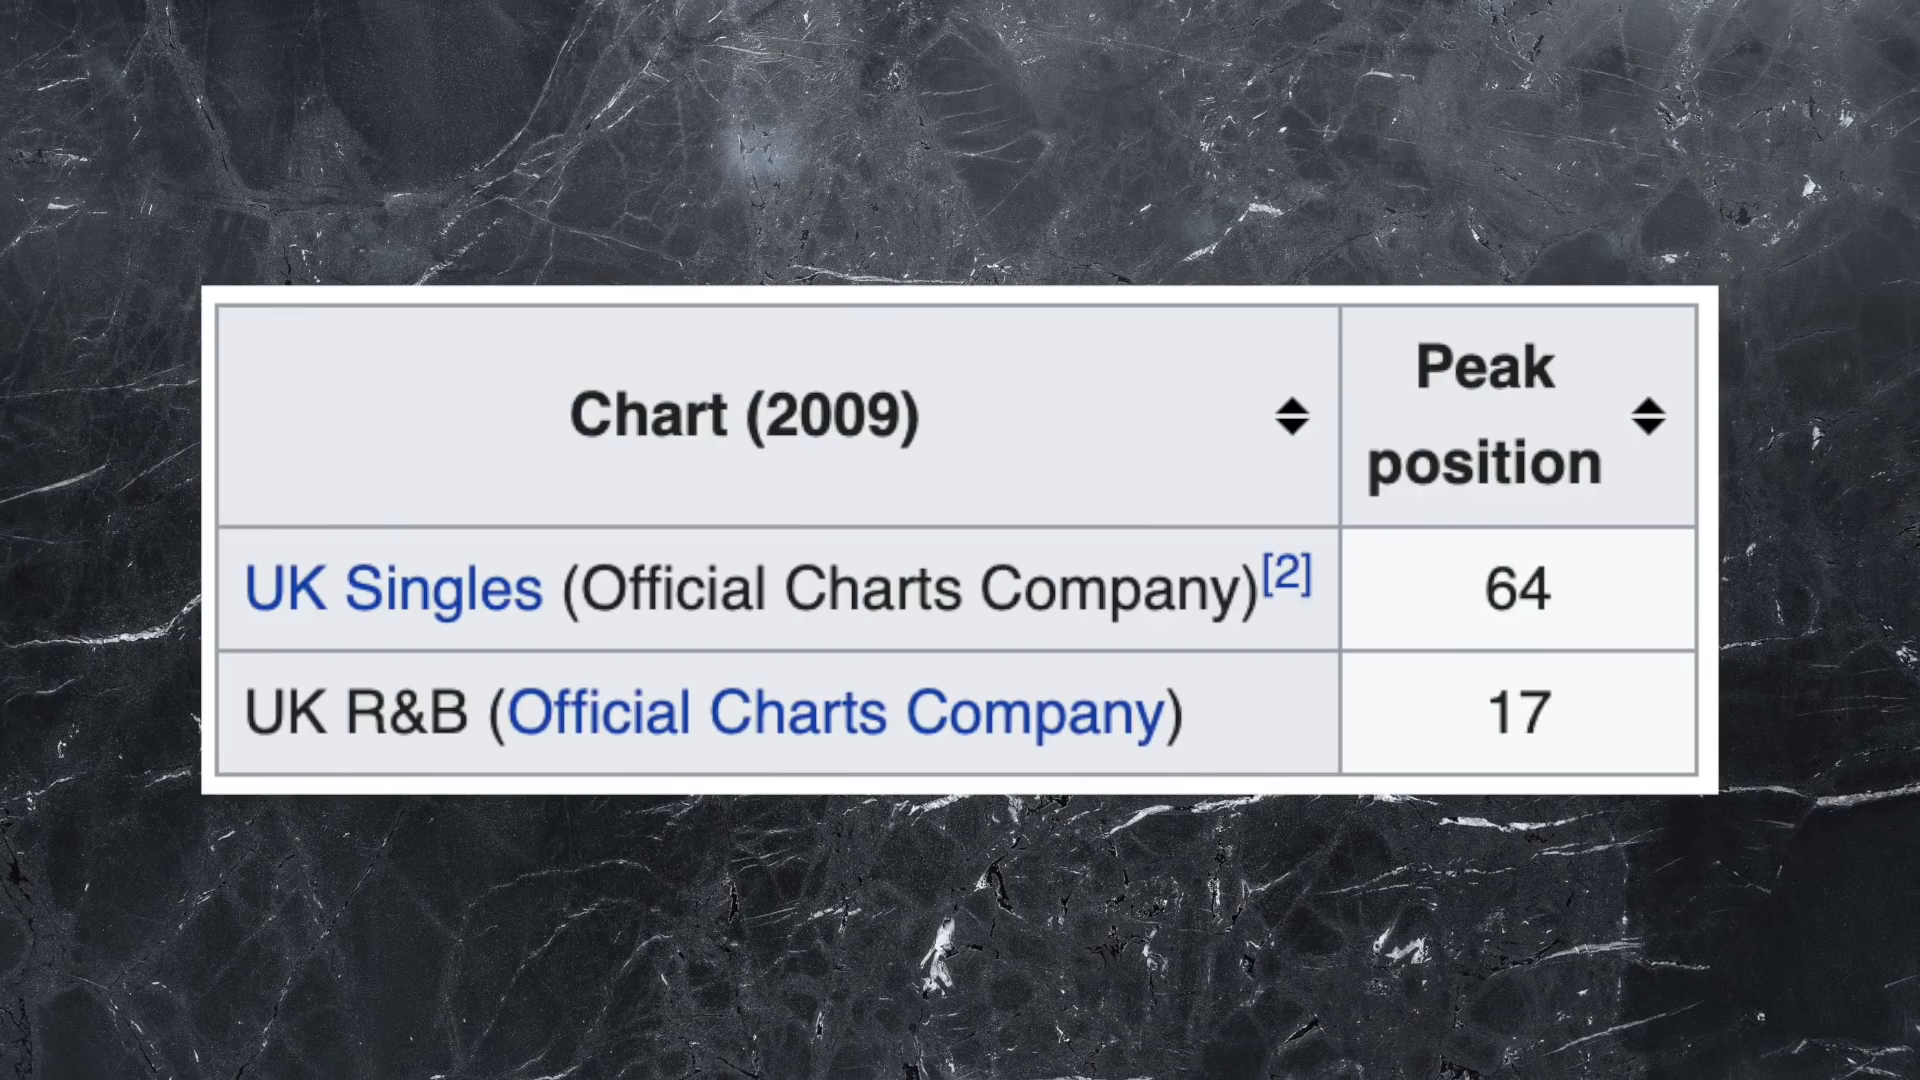 Chart (2009)
Peak
position
UK Singles (Official Charts Company)[2]
64
UK R&B (Official Charts Company)
17